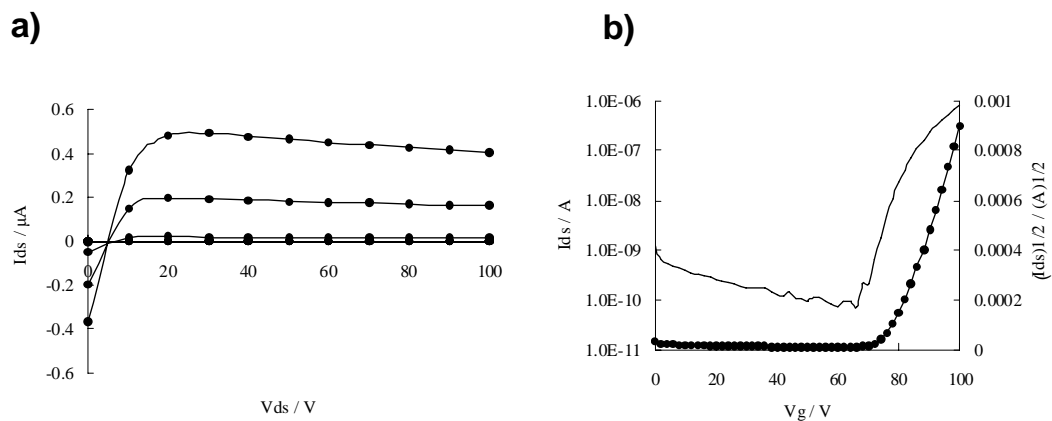 a)
b)
Ids / μA
0.6
0.4
0.2
0
-0.2
-0.4
-0.6
0 20 40 60 80 100
Vds / V
Ids / A
1.0E-06
1.0E-07
1.0E-08
1.0E-09
1.0E-10
1.0E-11
0 20 40 60 80 100
Vg / V
0.001
0.0008
0.0006
0.0004
0.0002
0
(Ids)1/2 / (A)1/2